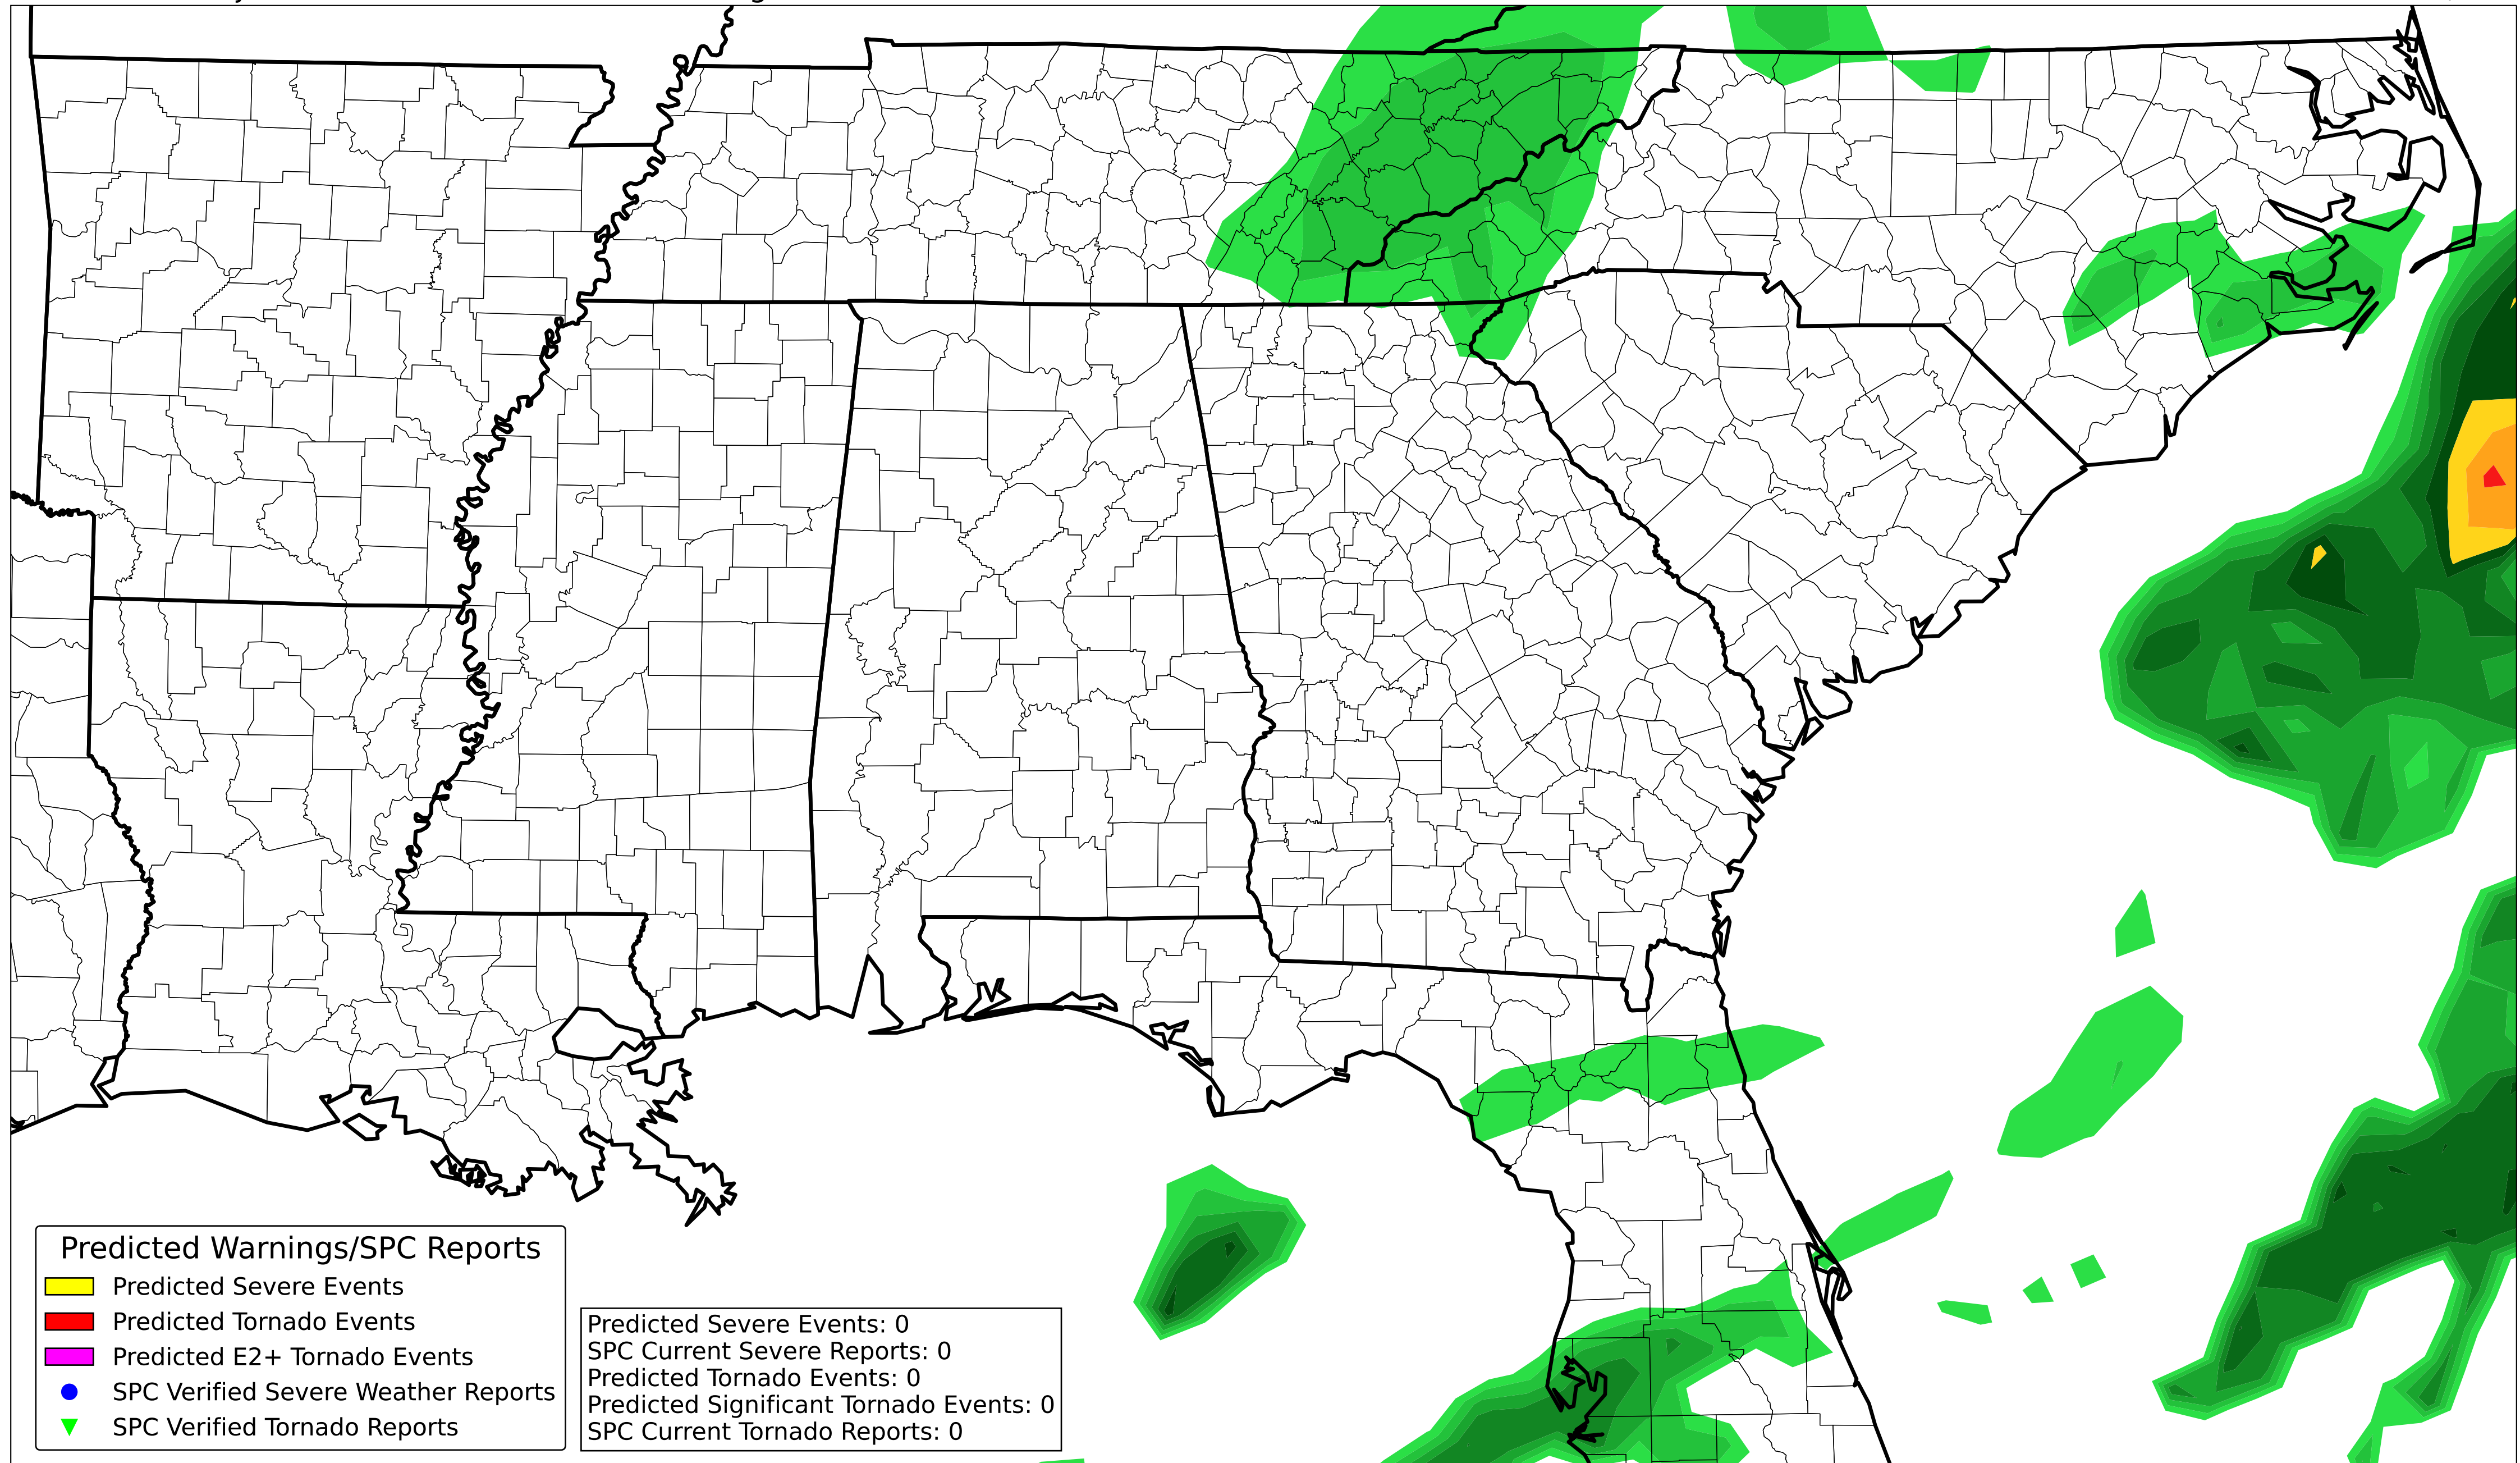 Predicted Warnings/SPC Reports
Predicted Severe Events
Predicted Tornado Events
Predicted E2+ Tornado Events
SPC Verified Severe Weather Reports
SPC Verified Tornado Reports
Predicted Severe Events: 0
SPC Current Severe Reports: 0
Predicted Tornado Events: 0
Predicted Significant Tornado Events: 0
SPC Current Tornado Reports: 0